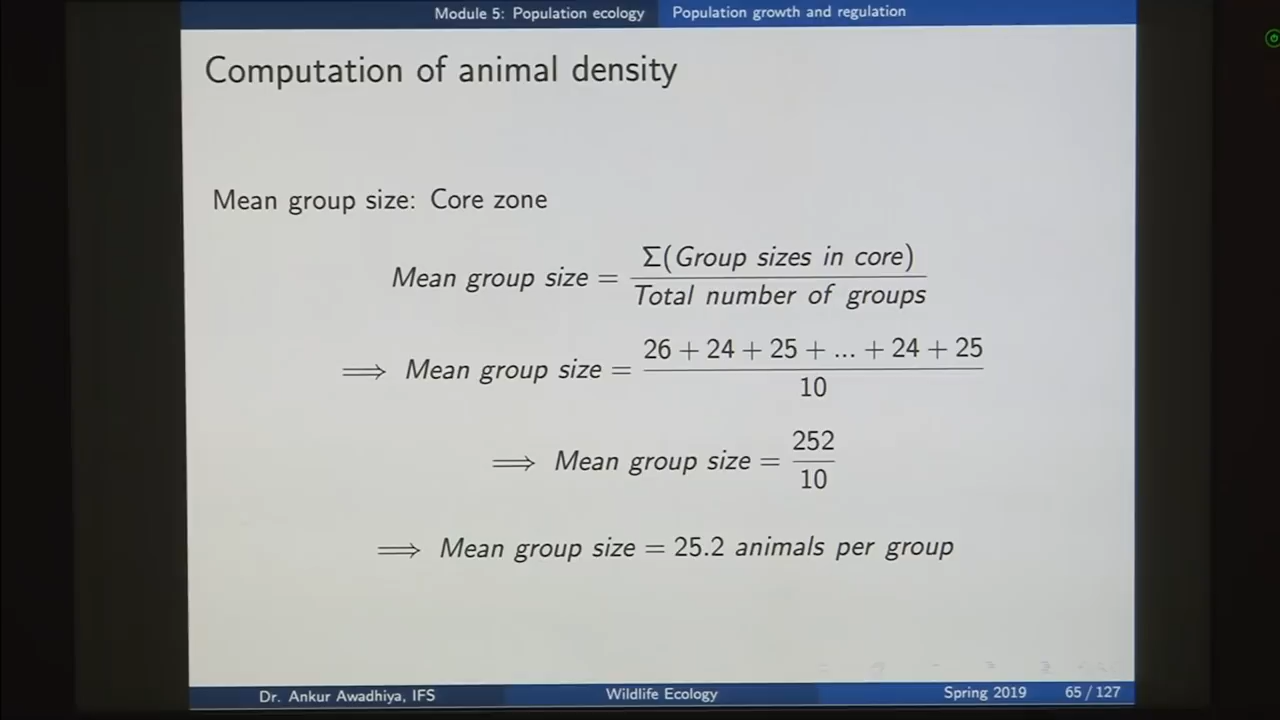 Module 5: Population ecology Population growth and regulation
Computation of animal density
Mean group size: Core zone
Mean group size = Σ(Group sizes in core) / Total number of groups
⟹ Mean group size = 26 + 24 + 25 + ... + 24 + 25 / 10
⟹ Mean group size = 252 / 10
⟹ Mean group size = 25.2 animals per group
Dr. Ankur Awadhiya, IFS Wildlife Ecology Spring 2019 65 / 127